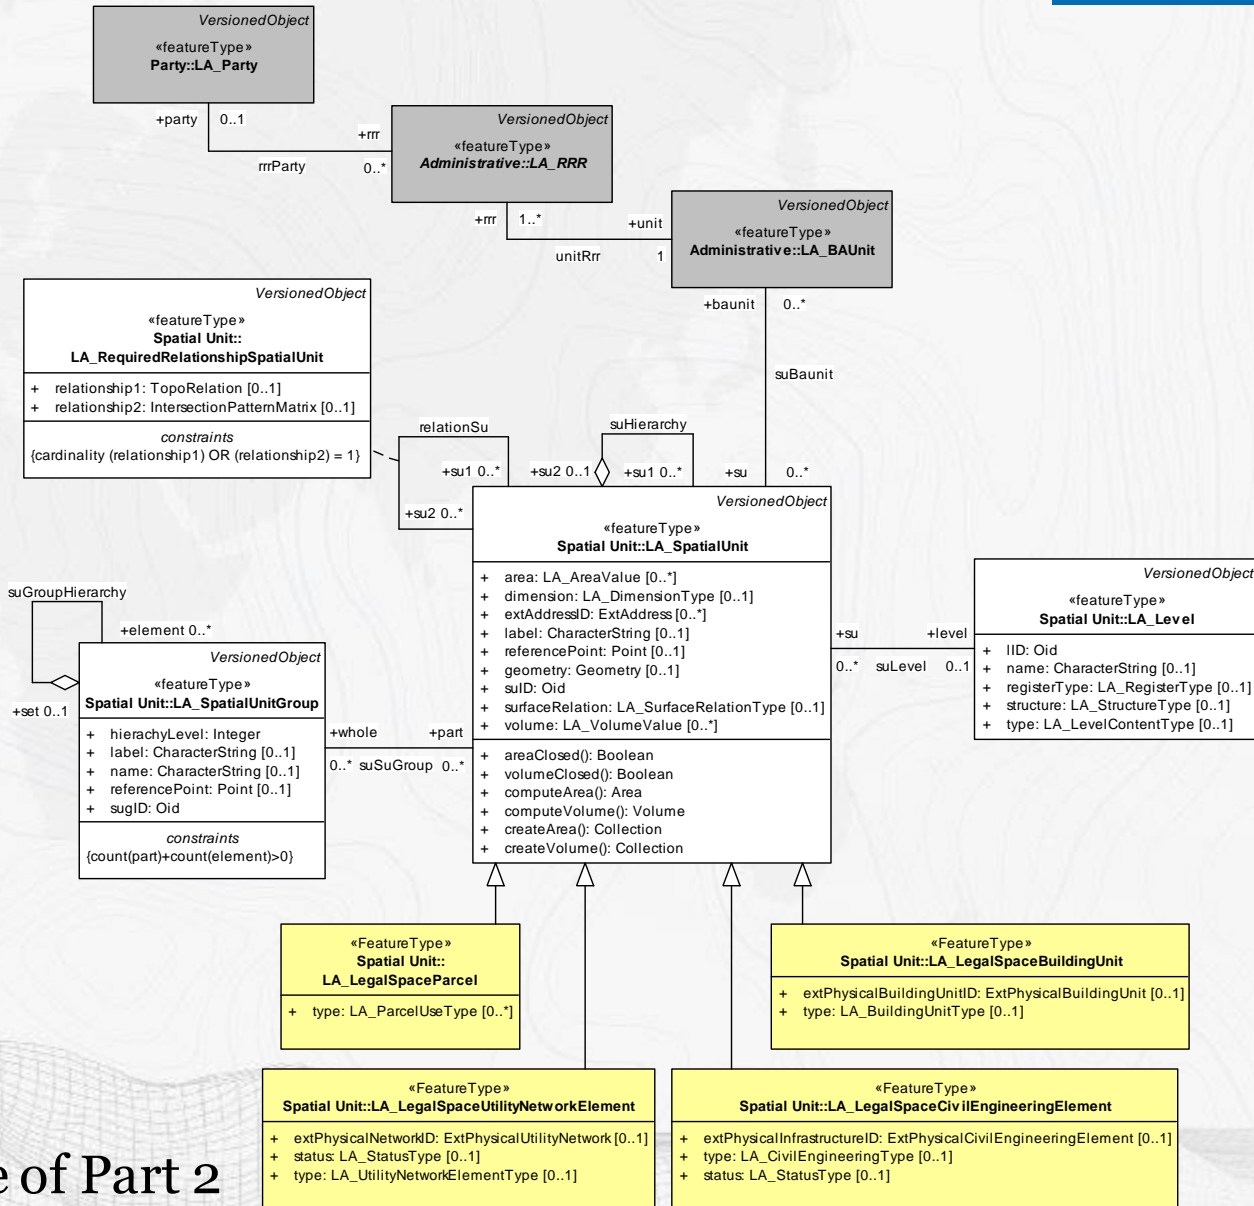 VersionedObject
«featureType»
Party::LA_Party
+party
0..1
+rrr
rrrParty
0..*
VersionedObject
«featureType»
Administrative::LA_RRR
+rrr
1..*
+unit
unitRrr
1
VersionedObject
«featureType»
Administrative::LA_BAUnit
+baunit
0..*
suBaunit
+su
0..*
VersionedObject
«featureType»
Spatial Unit::
LA_RequiredRelationshipSpatialUnit
+ relationship1: TopoRelation [0..1]
+ relationship2: IntersectionPatternMatrix [0..1]
constraints
{cardinality (relationship1) OR (relationship2) = 1}
relationSu
+su1 0..*
+su2 0..*
suHierarchy
+su2 0..1
+su1 0..*
VersionedObject
«featureType»
Spatial Unit::LA_SpatialUnit
+ area: LA_AreaValue [0..*]
+ dimension: LA_DimensionType [0..1]
+ extAddressID: ExtAddress [0..*]
+ label: CharacterString [0..1]
+ referencePoint: Point [0..1]
+ geometry: Geometry [0..1]
+ suID: Oid
+ surfaceRelation: LA_SurfaceRelationType [0..1]
+ volume: LA_VolumeValue [0..*]
+ areaClosed(): Boolean
+ volumeClosed(): Boolean
+ computeArea(): Area
+ computeVolume(): Volume
+ createArea(): Collection
+ createVolume(): Collection
+su
+level
0..* suLevel 0..1
VersionedObject
«featureType»
Spatial Unit::LA_Level
+ lID: Oid
+ name: CharacterString [0..1]
+ registerType: LA_RegisterType [0..1]
+ structure: LA_StructureType [0..1]
+ type: LA_LevelContentType [0..1]
suGroupHierarchy
+element 0..*
+set 0..1
VersionedObject
«featureType»
Spatial Unit::LA_SpatialUnitGroup
+ hierachyLevel: Integer
+ label: CharacterString [0..1]
+ name: CharacterString [0..1]
+ referencePoint: Point [0..1]
+ sugID: Oid
constraints
{count(part)+count(element)>0}
+whole
+part
0..* suSuGroup 0..*
«FeatureType»
Spatial Unit::
LA_LegalSpaceParcel
+ type: LA_ParcelUseType [0..*]
«FeatureType»
Spatial Unit::LA_LegalSpaceBuildingUnit
+ extPhysicalBuildingUnitID: ExtPhysicalBuildingUnit [0..1]
+ type: LA_BuildingUnitType [0..1]
«FeatureType»
Spatial Unit::LA_LegalSpaceUtilityNetworkElement
+ extPhysicalNetworkID: ExtPhysicalUtilityNetwork [0..1]
+ status: LA_StatusType [0..1]
+ type: LA_UtilityNetworkElementType [0..1]
«FeatureType»
Spatial Unit::LA_LegalSpaceCivilEngineeringElement
+ extPhysicalInfrastructureID: ExtPhysicalCivilEngineeringElement [0..1]
+ type: LA_CivilEngineeringType [0..1]
+ status: LA_StatusType [0..1]
e of Part 2